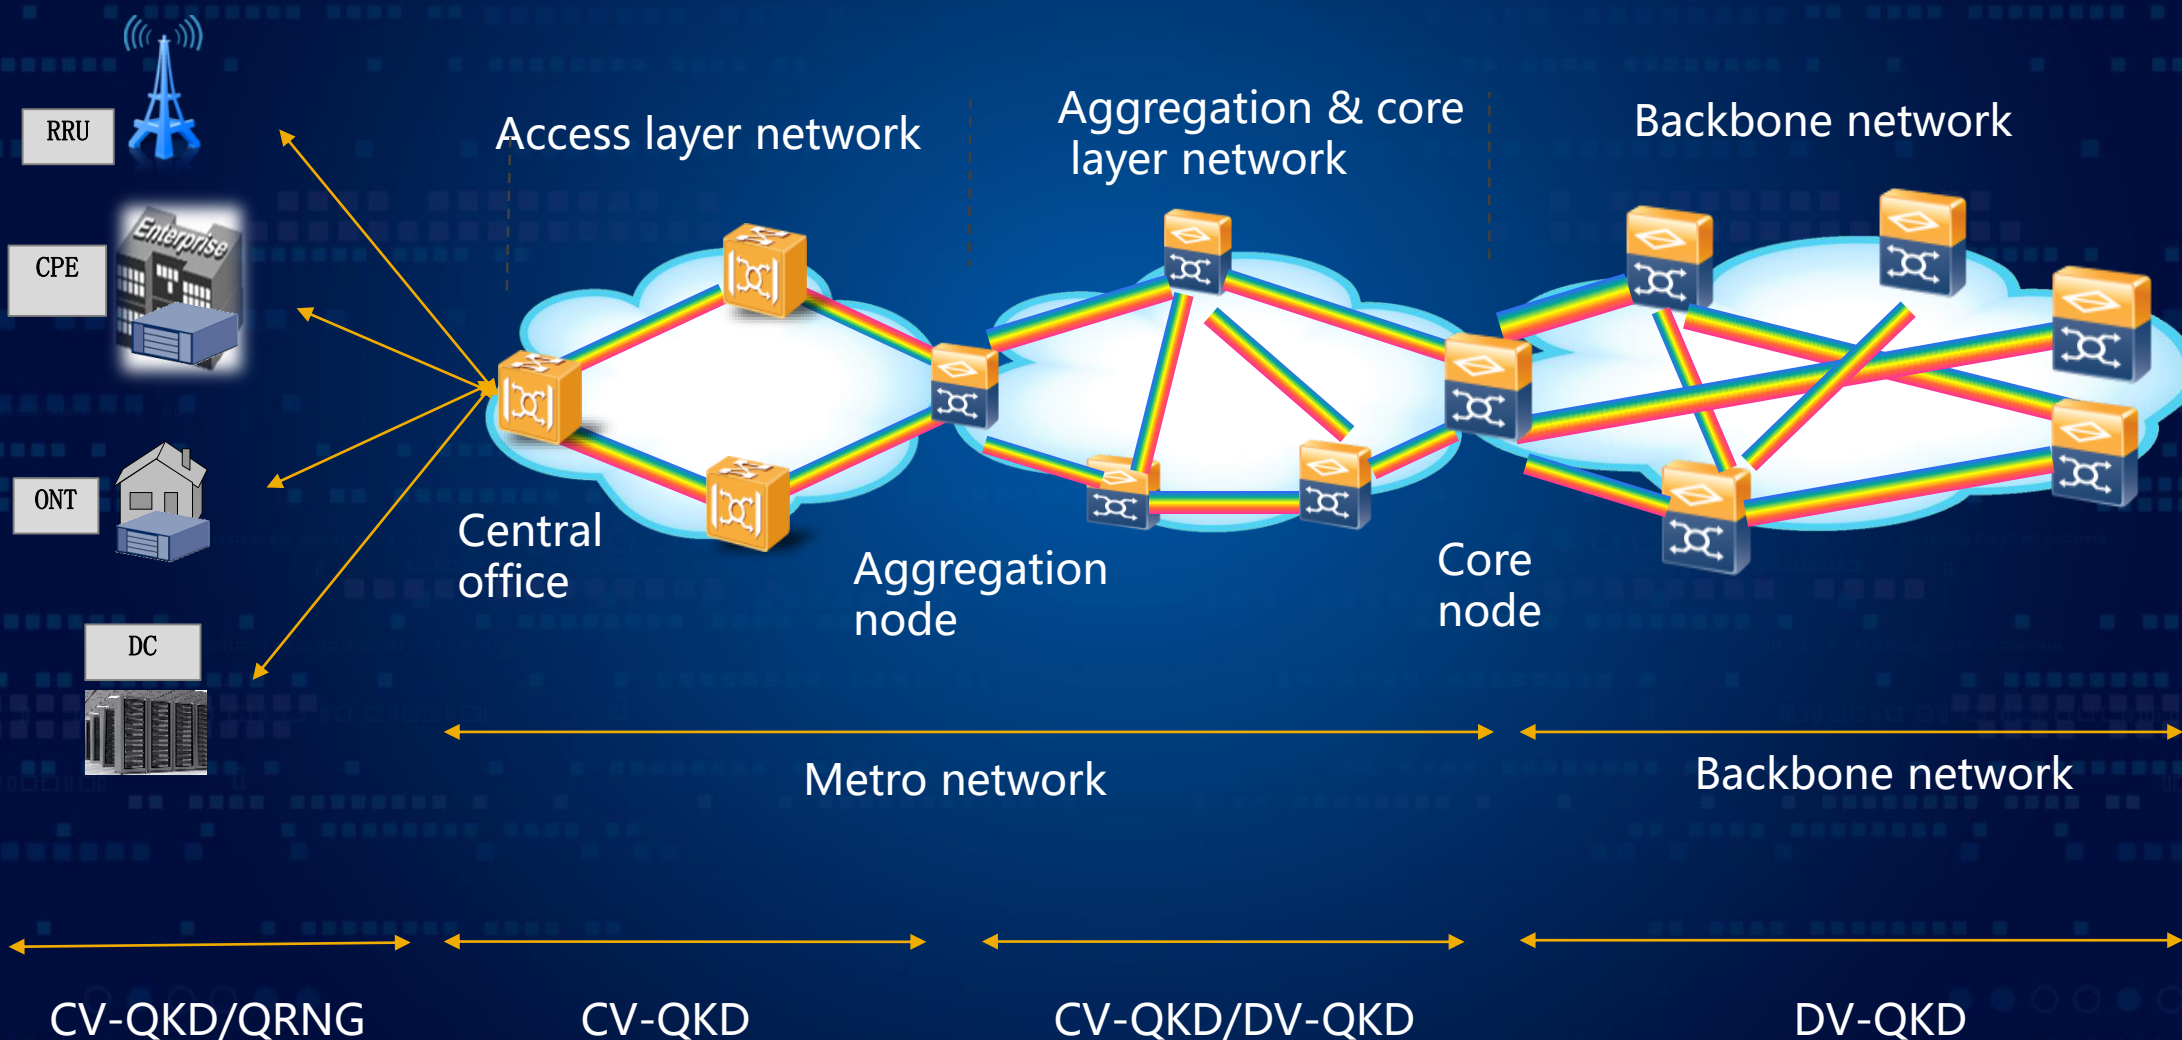 RRU
Access layer network
Aggregation & core
layer network
Backbone network
Enterprise
CPE
ONT
Central
office
Aggregation
node
Core
node
DC
Metro network
Backbone network
CV-QKD/QRNG
CV-QKD
CV-QKD/DV-QKD
DV-QKD